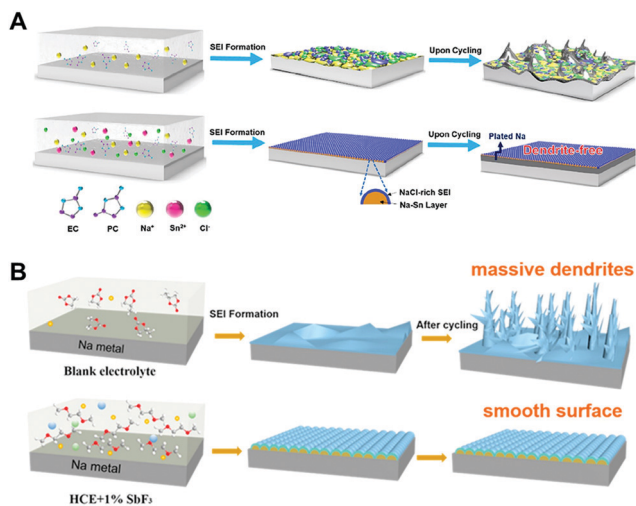 A
SEI Formation
Upon Cycling
SEI Formation
Upon Cycling
Plated Na
Dendrite-free
NaCl-rich SEI
Na-Sn Layer
EC
PC
Na⁺
Sn²⁺
Cl⁻
B
massive dendrites
SEI Formation
After cycling
Na metal
Blank electrolyte
smooth surface
Na metal
HCE+1% SbF₃